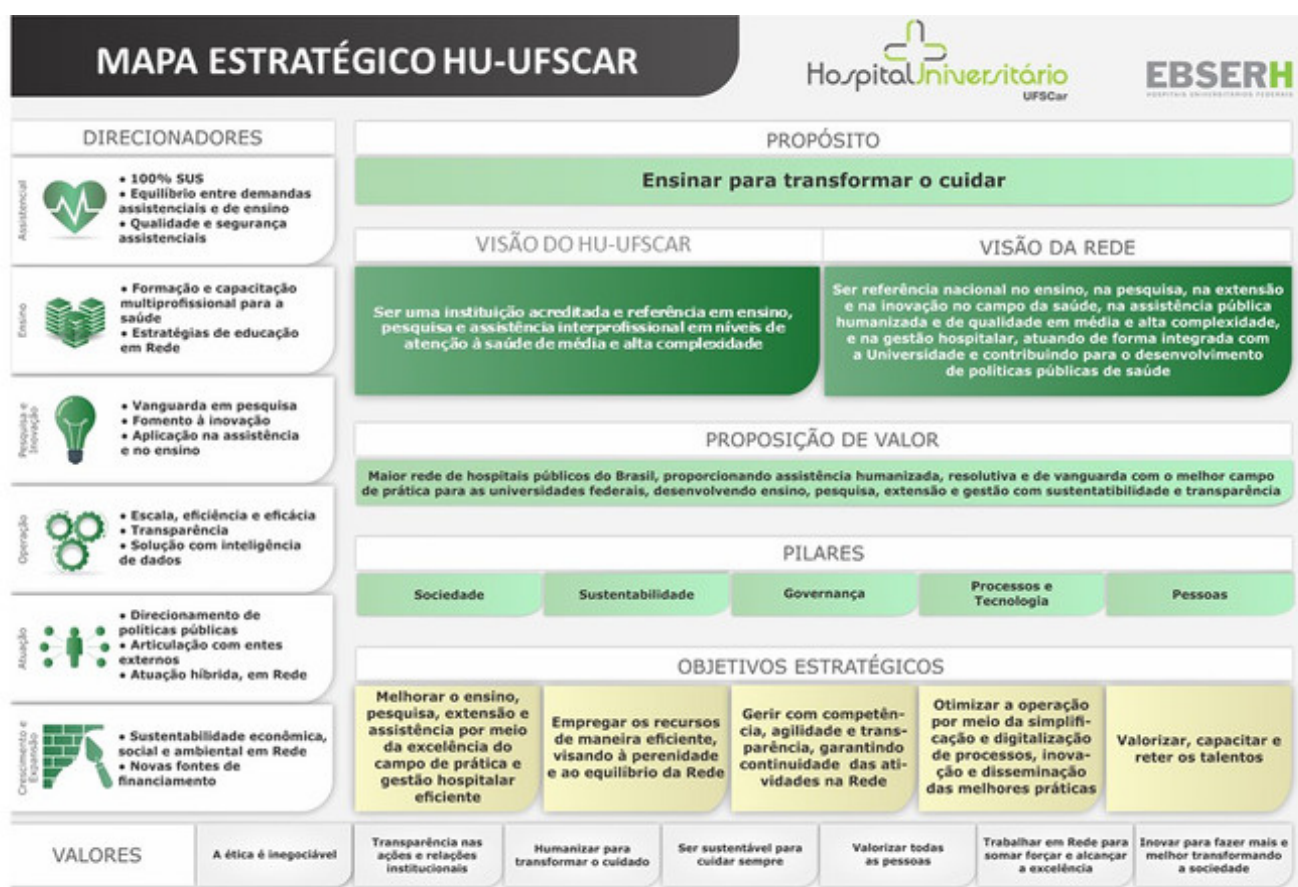 MAPA ESTRATÉGICO HU-UFSCAR
HospitalUniversitário
UFSCar
EBSERH
HOSPITAIS UNIVERSITÁRIOS FEDERAIS
DIRECIONADORES
Assistencial
• 100% SUS
• Equilíbrio entre demandas
assistenciais e de ensino
• Qualidade e segurança
assistenciais
Ensino
• Formação e capacitação
multiprofissional para a
saúde
• Estratégias de educação
em Rede
Pesquisa e
Inovação
• Vanguarda em pesquisa
• Fomento à inovação
• Aplicação na assistência
e no ensino
Operação
• Escala, eficiência e eficácia
• Transparência
• Solução com inteligência
de dados
Atuação
• Direcionamento de
políticas públicas
• Articulação com entes
externos
• Atuação híbrida, em Rede
Crescimento e
Expansão
• Sustentabilidade econômica,
social e ambiental em Rede
• Novas fontes de
financiamento
PROPÓSITO
Ensinar para transformar o cuidar
VISÃO DO HU-UFSCAR
Ser uma instituição acreditada e referência em ensino,
pesquisa e assistência interprofissional em níveis de
atenção à saúde de média e alta complexidade
VISÃO DA REDE
Ser referência nacional no ensino, na pesquisa, na extensão
e na inovação no campo da saúde, na assistência pública
humanizada e de qualidade em média e alta complexidade,
e na gestão hospitalar, atuando de forma integrada com
a Universidade e contribuindo para o desenvolvimento
de políticas públicas de saúde
PROPOSIÇÃO DE VALOR
Maior rede de hospitais públicos do Brasil, proporcionando assistência humanizada, resolutiva e de vanguarda com o melhor campo
de prática para as universidades federais, desenvolvendo ensino, pesquisa, extensão e gestão com sustentatibilidade e transparência
PILARES
Sociedade
Sustentabilidade
Governança
Processos e
Tecnologia
Pessoas
OBJETIVOS ESTRATÉGICOS
Melhorar o ensino,
pesquisa, extensão e
assistência por meio
da excelência do
campo de prática e
gestão hospitalar
eficiente
Empregar os recursos
de maneira eficiente,
visando à perenidade
e ao equilíbrio da Rede
Gerir com competên-
cia, agilidade e trans-
parência, garantindo
continuidade das ati-
vidades na Rede
Otimizar a operação
por meio da simplifi-
cação e digitalização
de processos, inova-
ção e disseminação
das melhores práticas
Valorizar, capacitar e
reter os talentos
VALORES
A ética é inegociável
Transparência nas
ações e relações
institucionais
Humanizar para
transformar o cuidado
Ser sustentável para
cuidar sempre
Valorizar todas
as pessoas
Trabalhar em Rede para
somar forçar e alcançar
a excelência
Inovar para fazer mais e
melhor transformando
a sociedade